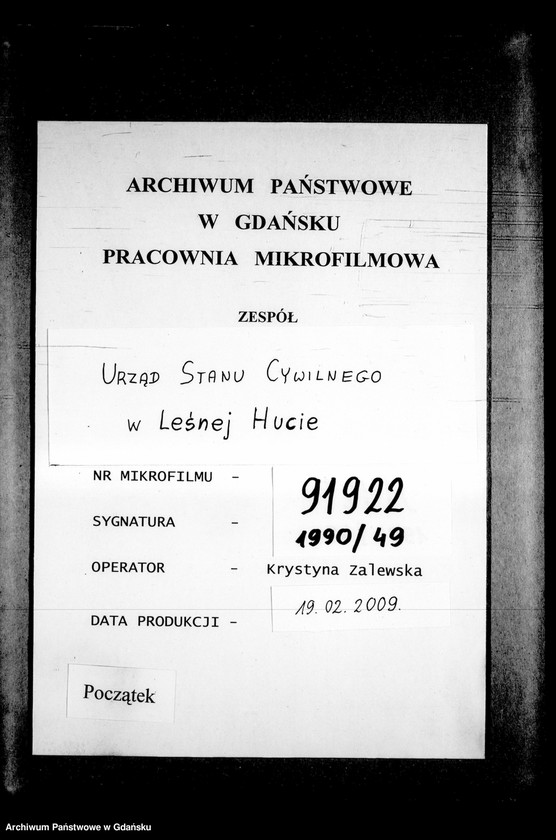 ARCHIWUM PAŃSTWOWE
W GDAŃSKU
PRACOWNIA MIKROFILMOWA
ZESPÓŁ
URZĄD STANU CYWILNEGO
w Leśnej Hucie
NR MIKROFILMU - 91922
SYGNATURA - 1990/49
OPERATOR - Krystyna Zalewska
DATA PRODUKCJI - 19.02.2009.
Początek
Archiwum Państwowe w Gdańsku